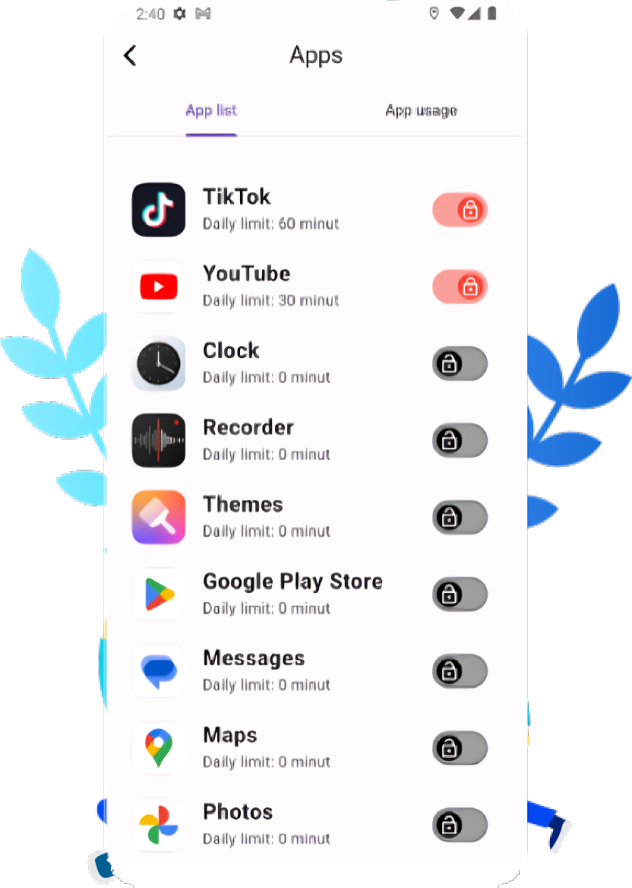 2:40
Apps
App list
App usage
TikTok
Daily limit: 60 minut
YouTube
Daily limit: 30 minut
Clock
Daily limit: 0 minut
Recorder
Daily limit: 0 minut
Themes
Daily limit: 0 minut
Google Play Store
Daily limit: 0 minut
Messages
Daily limit: 0 minut
Maps
Daily limit: 0 minut
Photos
Daily limit: 0 minut